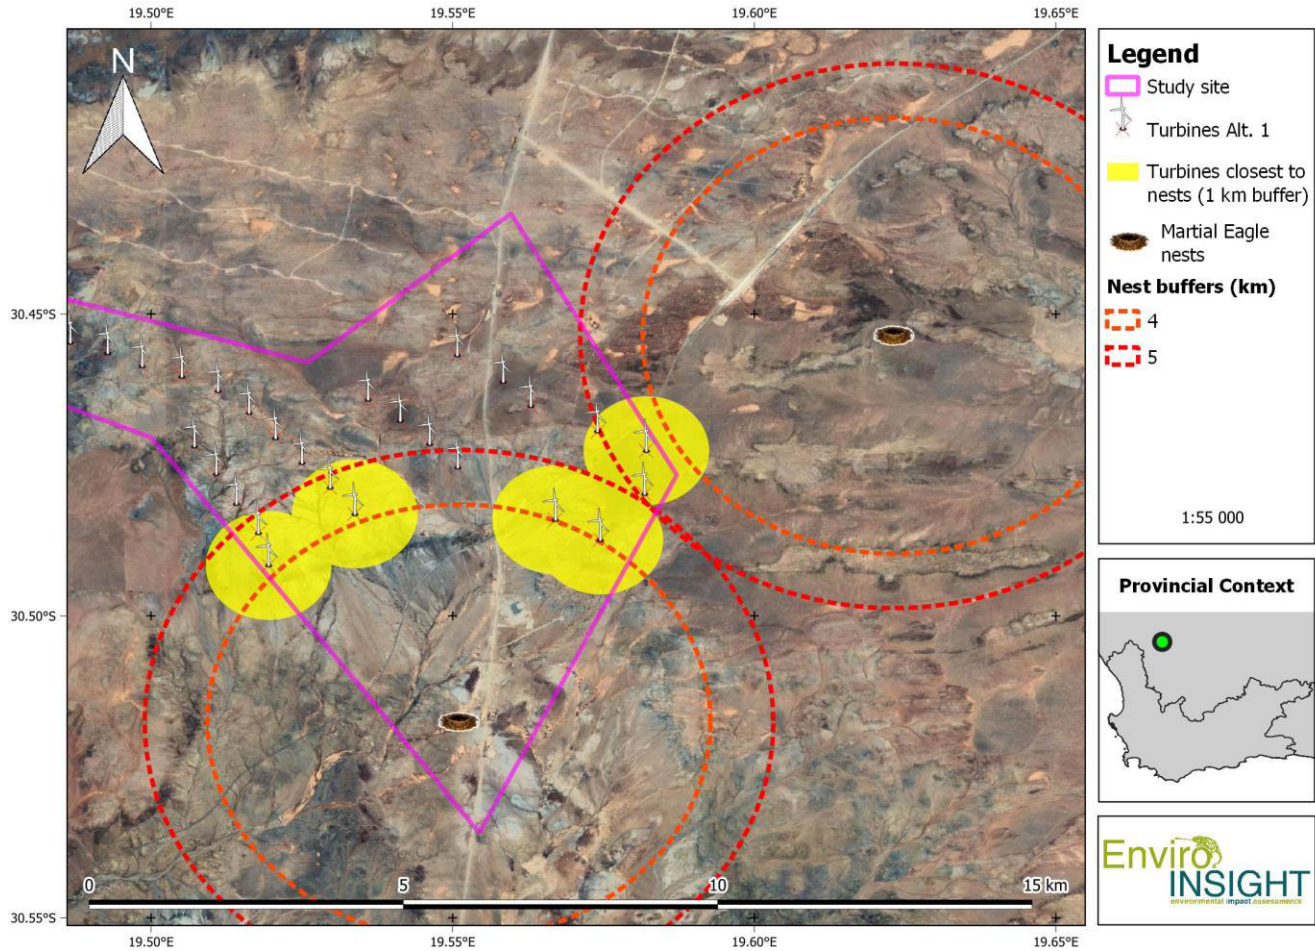 19.50°E
19.55°E
19.60°E
19.65°E
N
30.45°S
30.50°S
30.55°S
0
5
10
15 km
19.50°E
19.55°E
19.60°E
19.65°E
Legend
Study site
Turbines Alt. 1
Turbines closest to
nests (1 km buffer)
Martial Eagle
nests
Nest buffers (km)
4
5
1:55 000
Provincial Context
Enviro
INSIGHT
environmental impact assessments